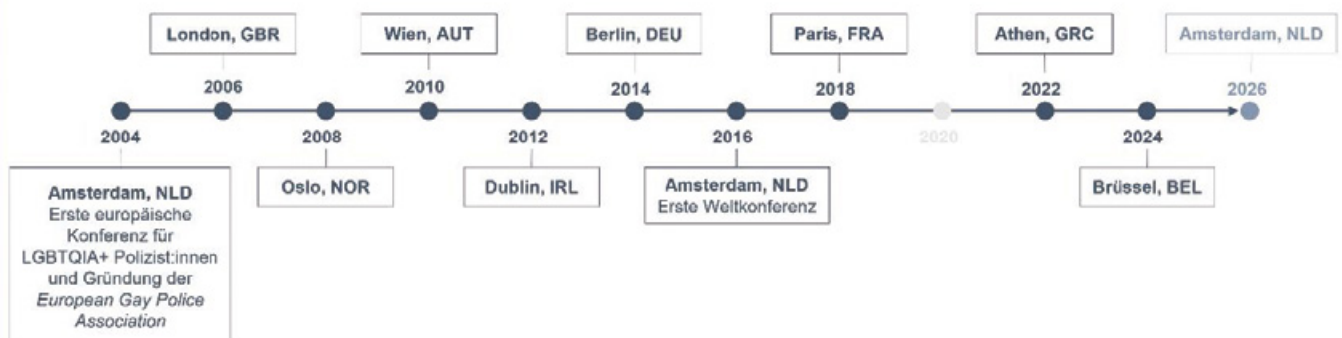 London, GBR
Wien, AUT
Berlin, DEU
Paris, FRA
Athen, GRC
Amsterdam, NLD
2006
2010
2014
2018
2022
2026
2004
2008
2012
2016
2020
2024
Amsterdam, NLD
Erste europäische
Konferenz für
LGBTQIA+ Polizist:innen
und Gründung der
European Gay Police
Association
Oslo, NOR
Dublin, IRL
Amsterdam, NLD
Erste Weltkonferenz
Brüssel, BEL